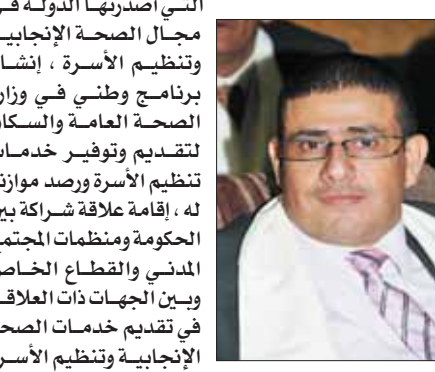 التي أصدرتها الدولة في
مجال الصحة الإنجابية
وتنظيم الأسرة ، إنشاء
برنامج وطني في وزارة
الصحة العامة والسكان
لتقديم وتوفير خدمات
تنظيم الأسرة ورصد موازنة
له ، إقامة علاقة شراكة بين
الحكومة ومنظمات المجتمع
المدني والقطاع الخاص
وبين الجهات ذات العلاقة
في تقديم خدمات الصحة
الإنجابية وتنظيم الأسرة